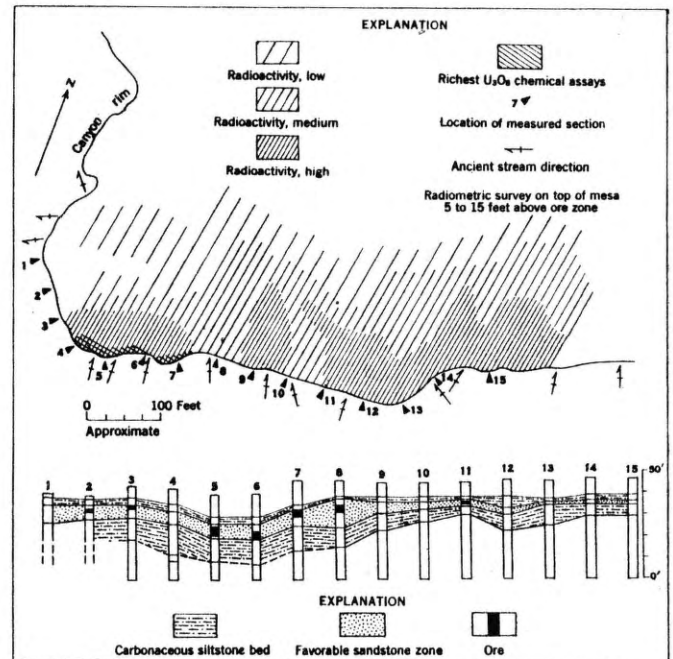 EXPLANATION
Radioactivity, low
Radioactivity, medium
Radioactivity, high
Richest U₃O₈ chemical assays
7
Location of measured section
Ancient stream direction
Radiometric survey on top of mesa
5 to 15 feet above ore zone
N
Canyon rim
1
2
3
4
5
6
7
8
9
10
11
12
13
14
15
0 100 Feet
Approximate
1 2 3 4 5 6 7 8 9 10 11 12 13 14 15
50'
0'
EXPLANATION
Carbonaceous siltstone bed
Favorable sandstone zone
Ore